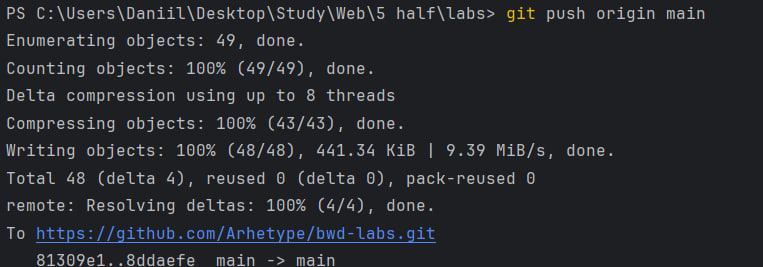 PS C:\Users\Daniil\Desktop\Study\Web\5 half\labs> git push origin main
Enumerating objects: 49, done.
Counting objects: 100% (49/49), done.
Delta compression using up to 8 threads
Compressing objects: 100% (43/43), done.
Writing objects: 100% (48/48), 441.34 KiB | 9.39 MiB/s, done.
Total 48 (delta 4), reused 0 (delta 0), pack-reused 0
remote: Resolving deltas: 100% (4/4), done.
To https://github.com/Arhetype/bwd-labs.git
   81309e1..8ddaefe  main -> main